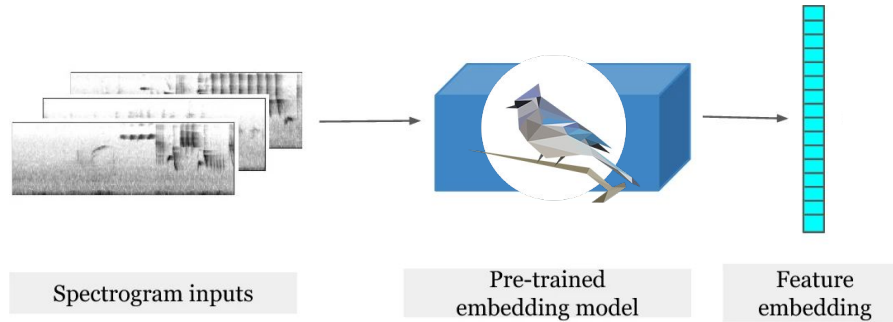 Spectrogram inputs
Pre-trained
embedding model
Feature
embedding